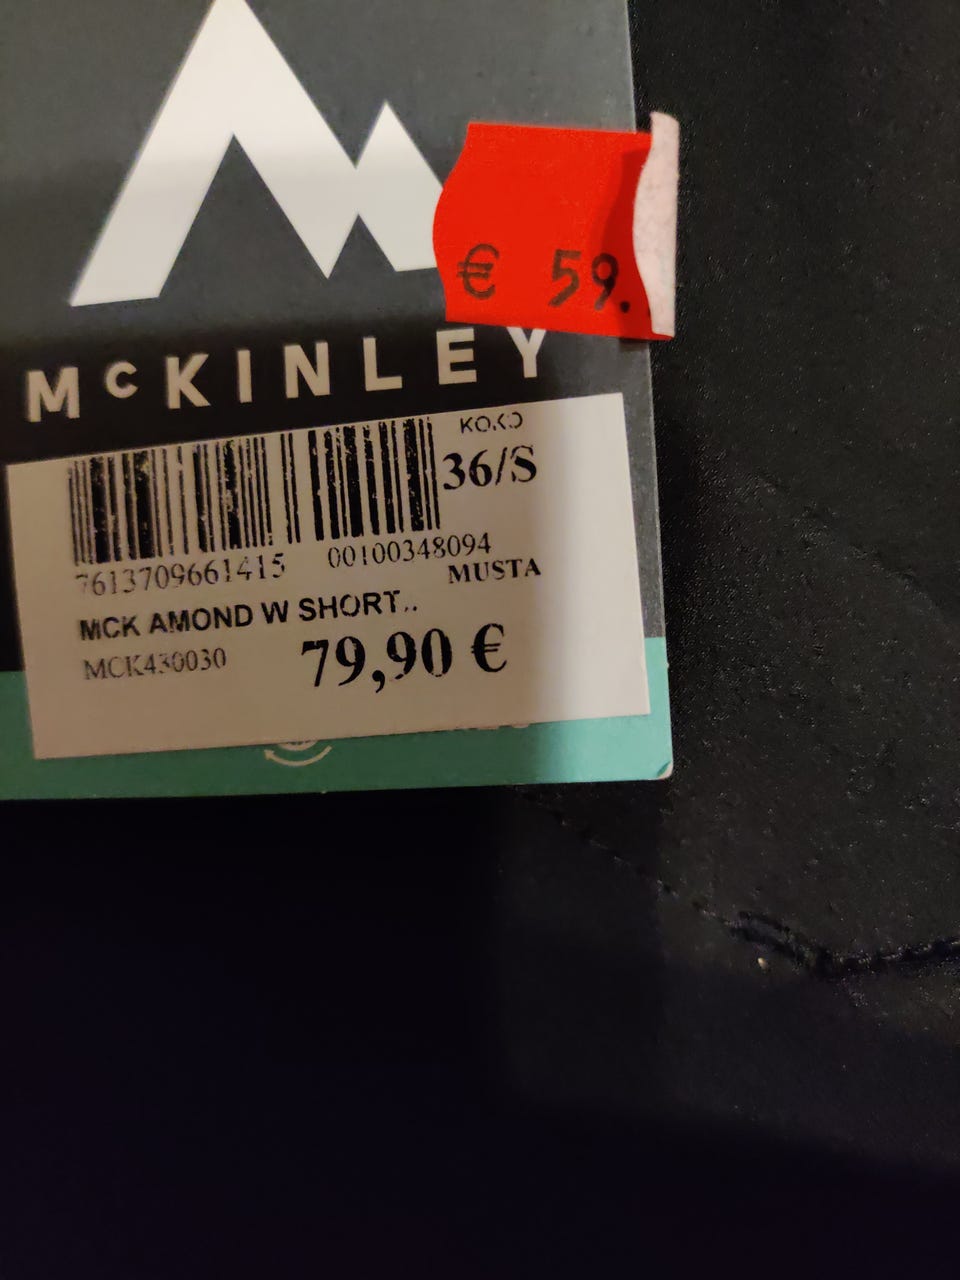 € 59.
McKINLEY
KOKO
36/S
7613709661415 00100348094
MUSTA
MCK AMOND W SHORT..
MCK430030 79,90 €